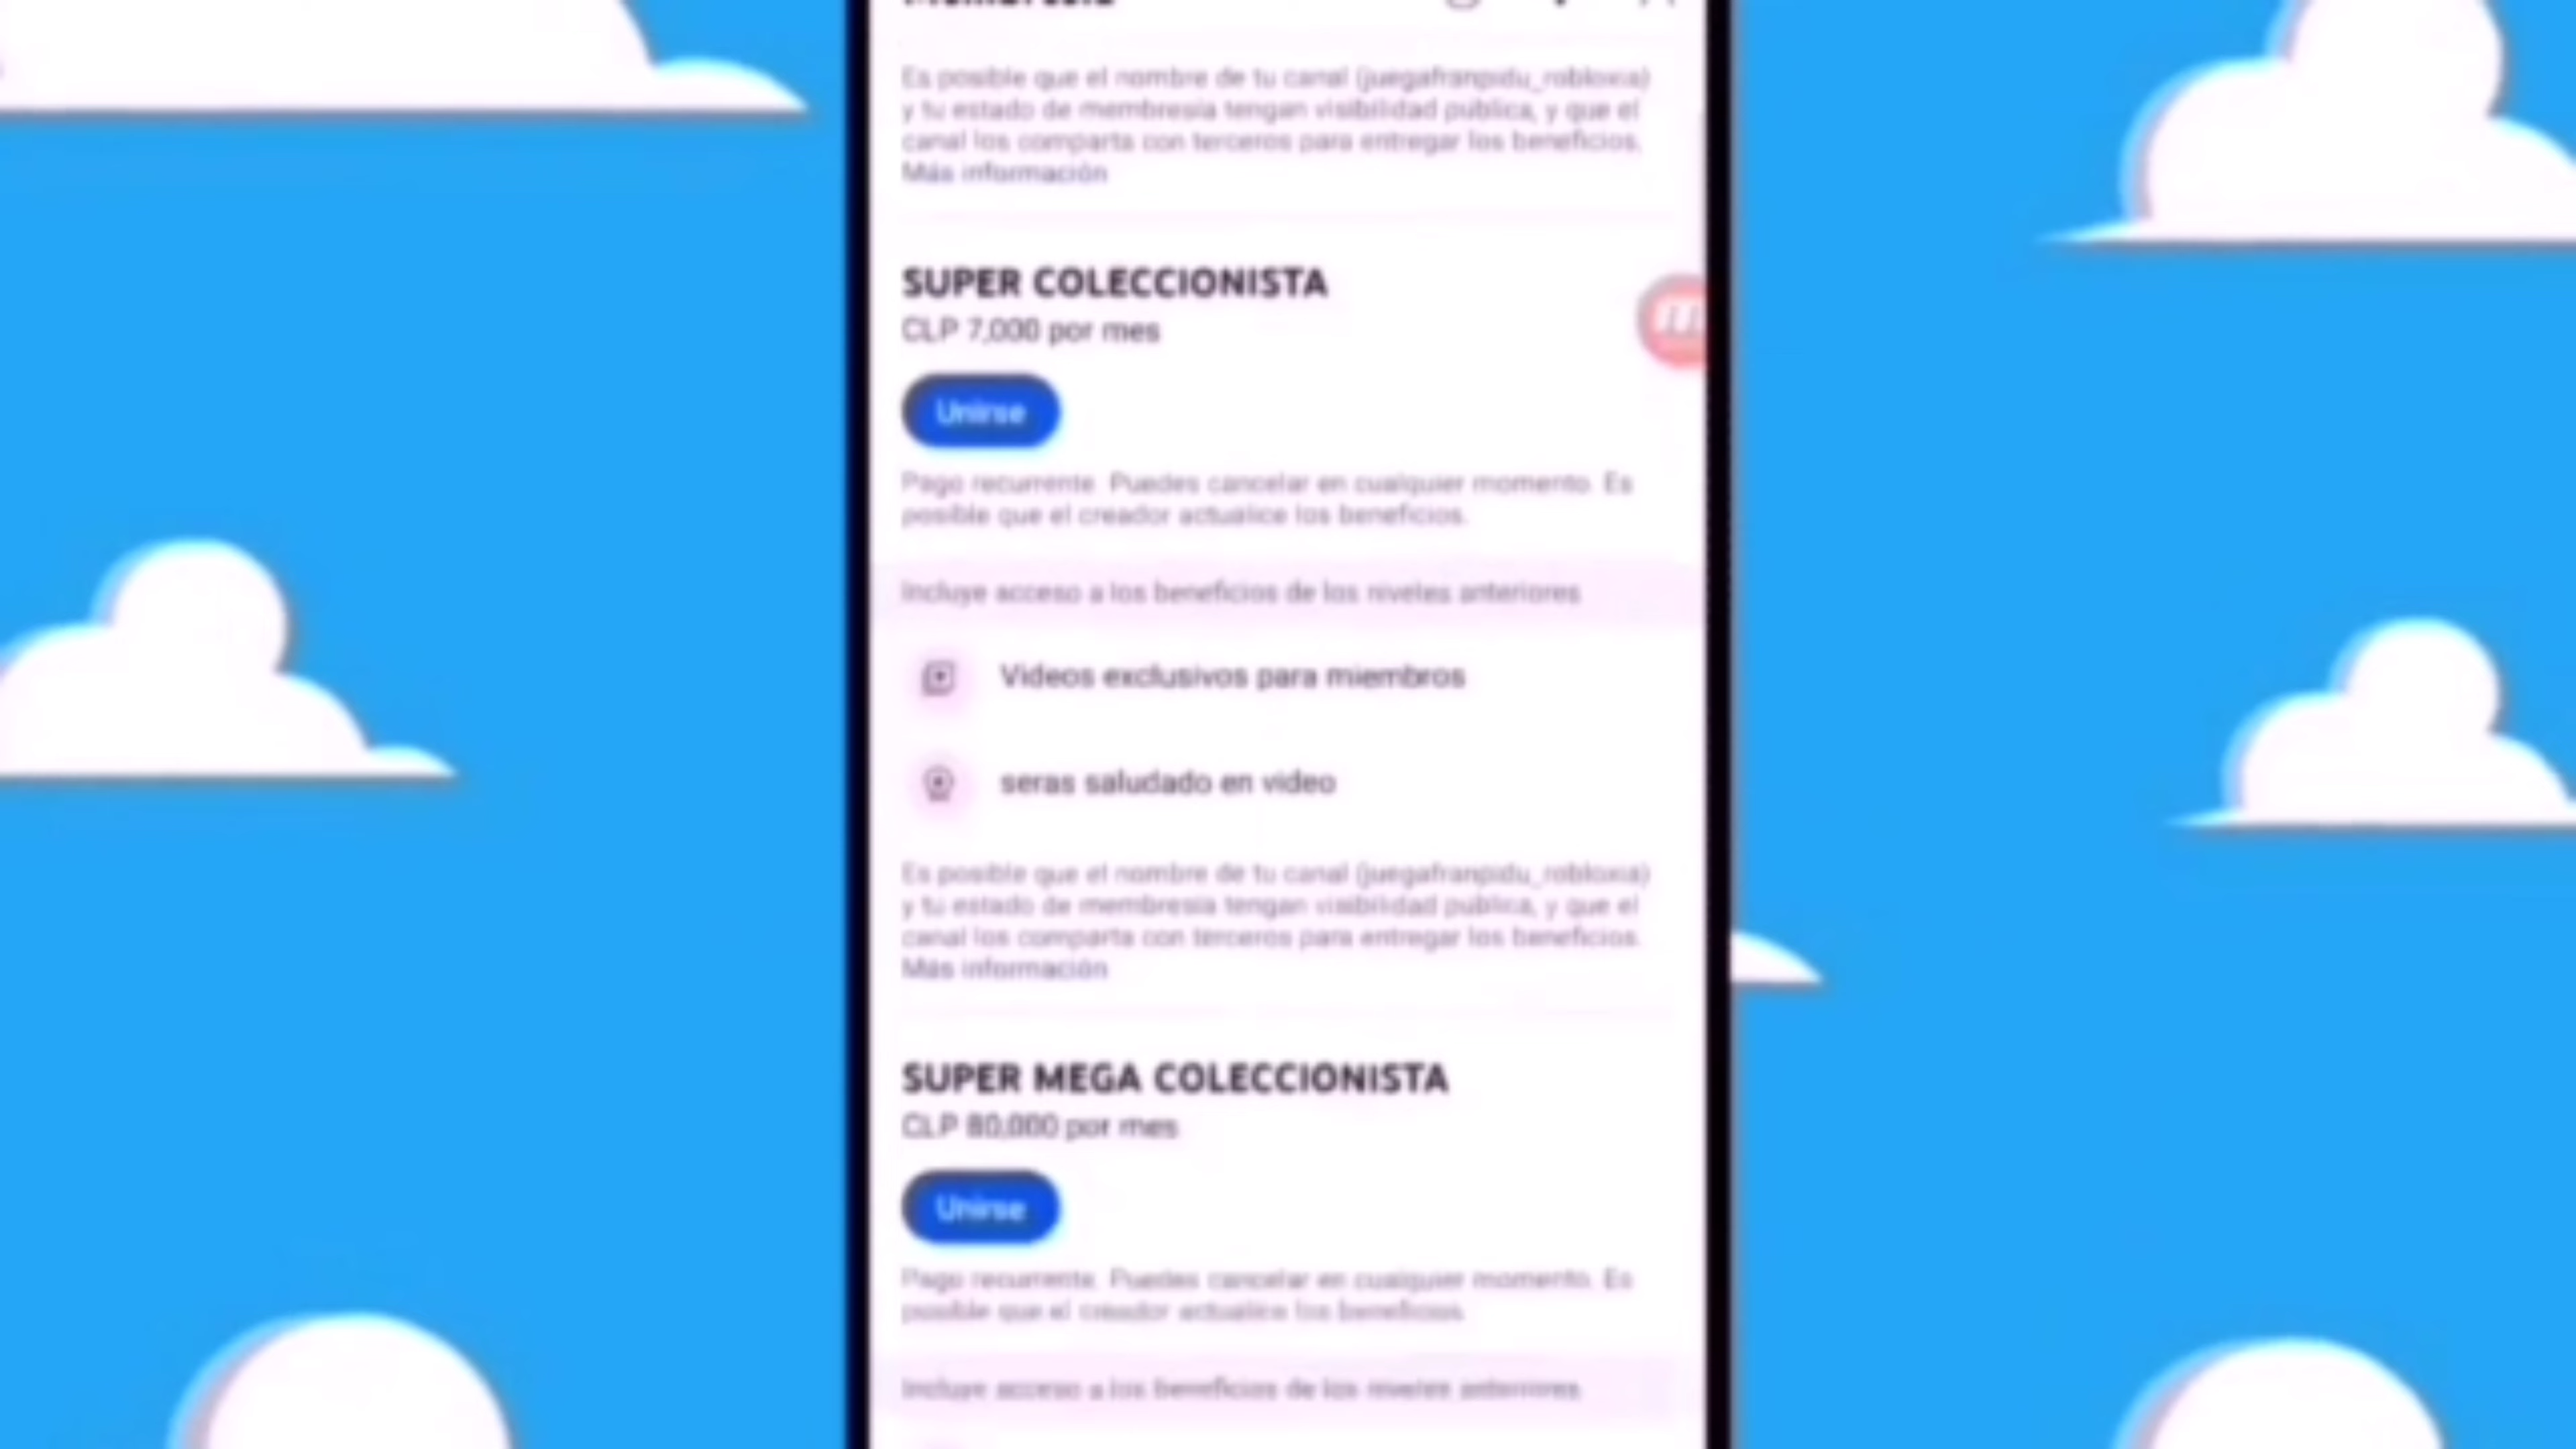 Es posible que el nombre de tu canal (juegafranpidu_robloxia)
y tu estado de membresía tengan visibilidad pública, y que el
canal los comparta con terceros para entregar los beneficios.
Más información
SUPER COLECCIONISTA
CLP 7,000 por mes
Unirse
Pago recurrente. Puedes cancelar en cualquier momento. Es
posible que el creador actualice los beneficios.
Incluye acceso a los beneficios de los niveles anteriores
Videos exclusivos para miembros
seras saludado en video
Es posible que el nombre de tu canal (juegafranpidu_robloxia)
y tu estado de membresía tengan visibilidad pública, y que el
canal los comparta con terceros para entregar los beneficios.
Más información
SUPER MEGA COLECCIONISTA
CLP 80,000 por mes
Unirse
Pago recurrente. Puedes cancelar en cualquier momento. Es
posible que el creador actualice los beneficios.
Incluye acceso a los beneficios de los niveles anteriores